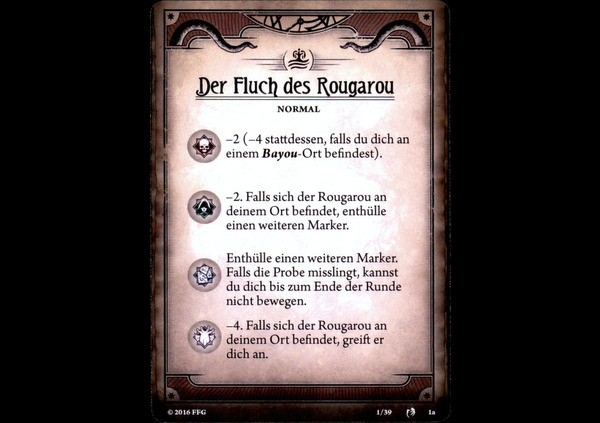 Der Fluch des Rougarou
NORMAL
–2 (–4 stattdessen, falls du dich an
einem Bayou-Ort befindest).
–2. Falls sich der Rougarou an
deinem Ort befindet, enthülle
einen weiteren Marker.
Enthülle einen weiteren Marker.
Falls die Probe misslingt, kannst
du dich bis zum Ende der Runde
nicht bewegen.
–4. Falls sich der Rougarou an
deinem Ort befindet, greift er
dich an.
© 2016 FFG 1/39 1a